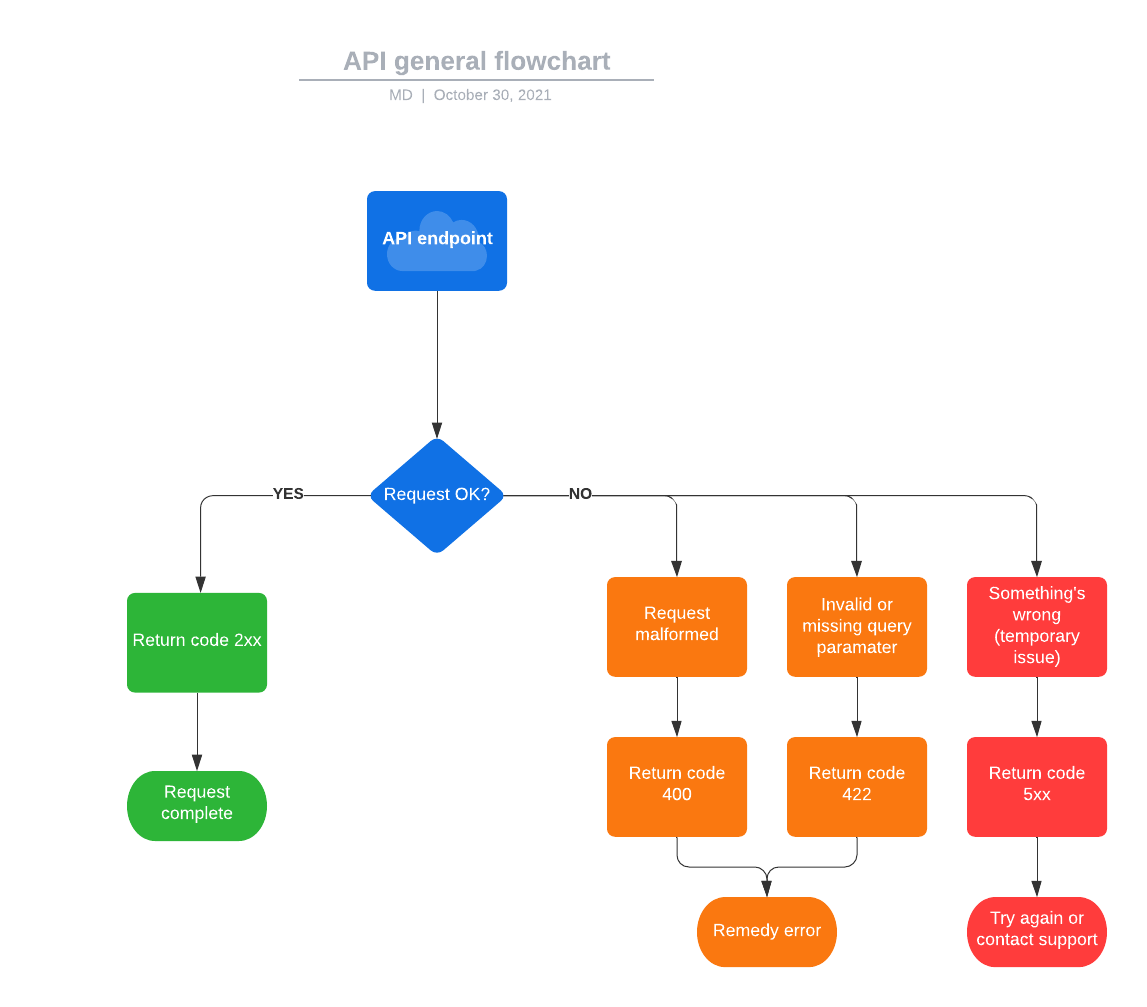 API general flowchart
MD | October 30, 2021
API endpoint
Request OK?
YES
NO
Return code 2xx
Request
complete
Request
malformed
Invalid or
missing query
paramater
Something's
wrong
(temporary
issue)
Return code
400
Return code
422
Return code
5xx
Remedy error
Try again or
contact support